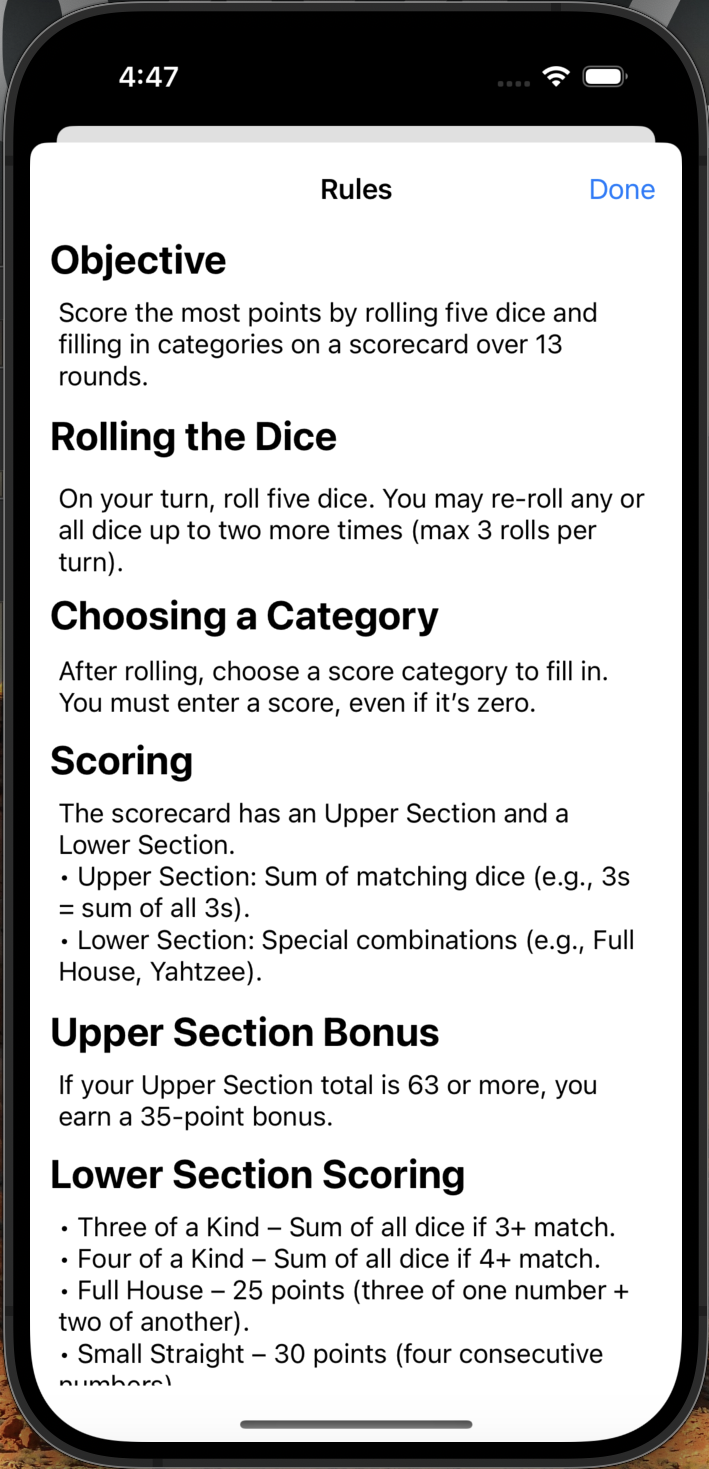 4:47
Rules
Done
Objective
Score the most points by rolling five dice and
filling in categories on a scorecard over 13
rounds.
Rolling the Dice
On your turn, roll five dice. You may re-roll any or
all dice up to two more times (max 3 rolls per
turn).
Choosing a Category
After rolling, choose a score category to fill in.
You must enter a score, even if it’s zero.
Scoring
The scorecard has an Upper Section and a
Lower Section.
• Upper Section: Sum of matching dice (e.g., 3s
= sum of all 3s).
• Lower Section: Special combinations (e.g., Full
House, Yahtzee).
Upper Section Bonus
If your Upper Section total is 63 or more, you
earn a 35-point bonus.
Lower Section Scoring
• Three of a Kind – Sum of all dice if 3+ match.
• Four of a Kind – Sum of all dice if 4+ match.
• Full House – 25 points (three of one number +
two of another).
• Small Straight – 30 points (four consecutive
numbers)